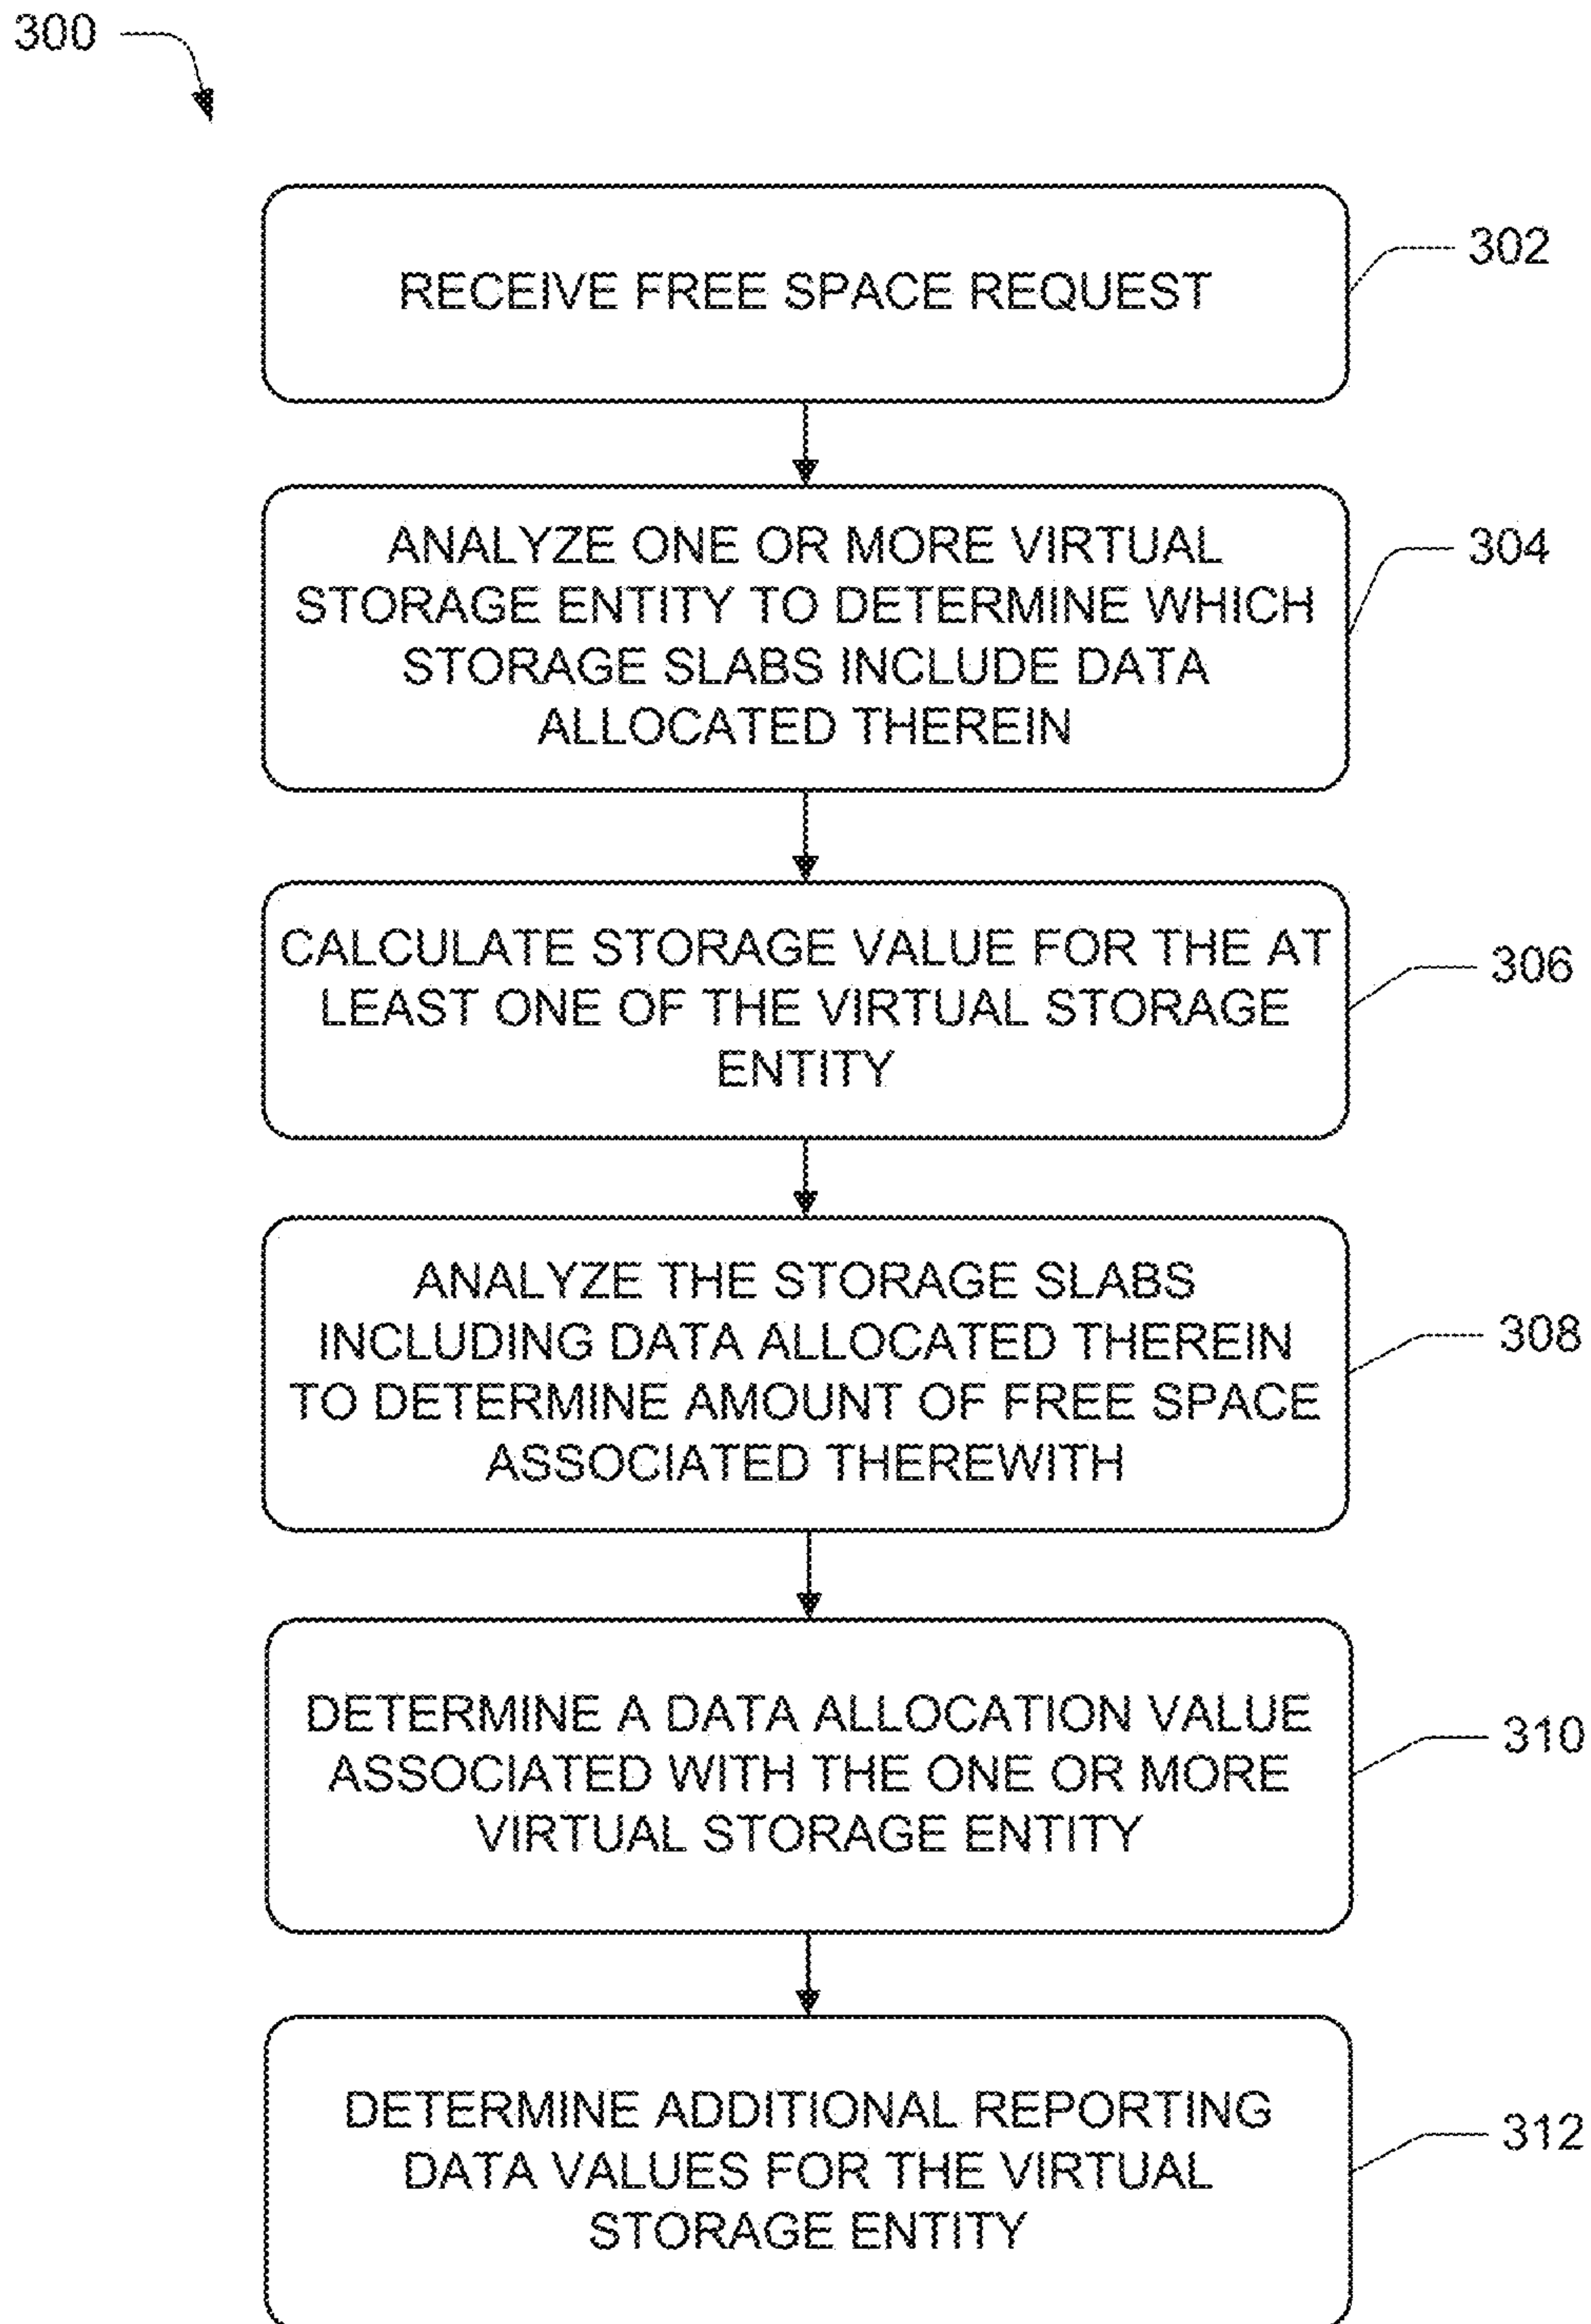 300
RECEIVE FREE SPACE REQUEST
302
ANALYZE ONE OR MORE VIRTUAL
STORAGE ENTITY TO DETERMINE WHICH
STORAGE SLABS INCLUDE DATA
ALLOCATED THEREIN
304
CALCULATE STORAGE VALUE FOR THE AT
LEAST ONE OF THE VIRTUAL STORAGE
ENTITY
306
ANALYZE THE STORAGE SLABS
INCLUDING DATA ALLOCATED THEREIN
TO DETERMINE AMOUNT OF FREE SPACE
ASSOCIATED THEREWITH
308
DETERMINE A DATA ALLOCATION VALUE
ASSOCIATED WITH THE ONE OR MORE
VIRTUAL STORAGE ENTITY
310
DETERMINE ADDITIONAL REPORTING
DATA VALUES FOR THE VIRTUAL
STORAGE ENTITY
312